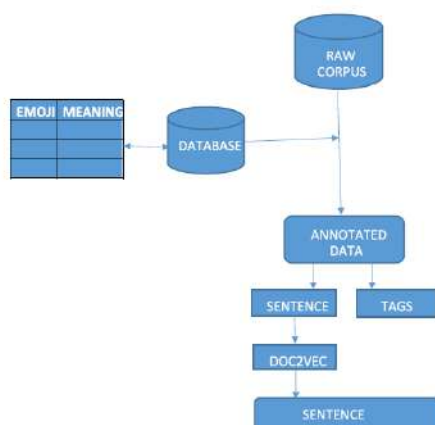 RAW
CORPUS
EMOJI MEANING
DATABASE
ANNOTATED
DATA
SENTENCE TAGS
DOC2VEC
SENTENCE